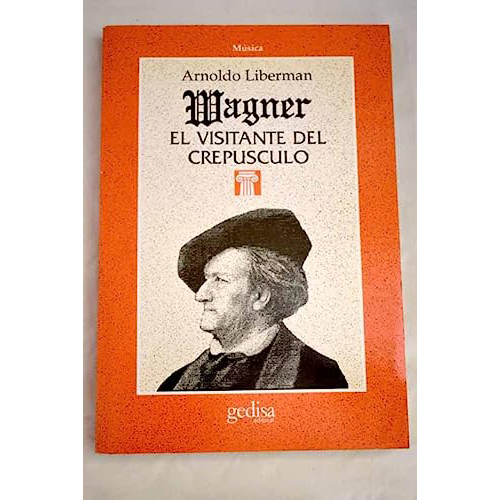 Música
Arnoldo Liberman
Wagner
EL VISITANTE DEL
CREPUSCULO
gedisa
editorial